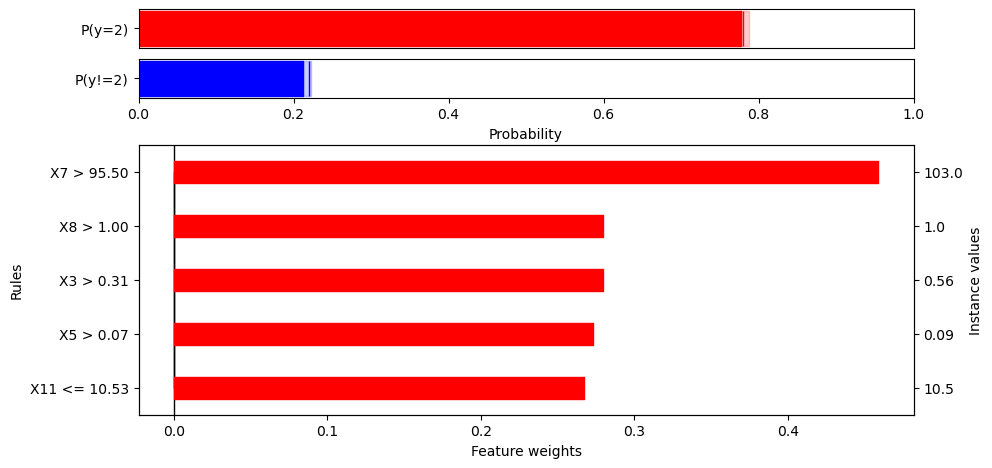 P(y=2)
P(y!=2)
0.0 0.2 0.4 0.6 0.8 1.0
Probability
X7 > 95.50 103.0
X8 > 1.00 1.0
X3 > 0.31 0.56
X5 > 0.07 0.09
X11 <= 10.53 10.5
Rules
Instance values
0.0 0.1 0.2 0.3 0.4
Feature weights